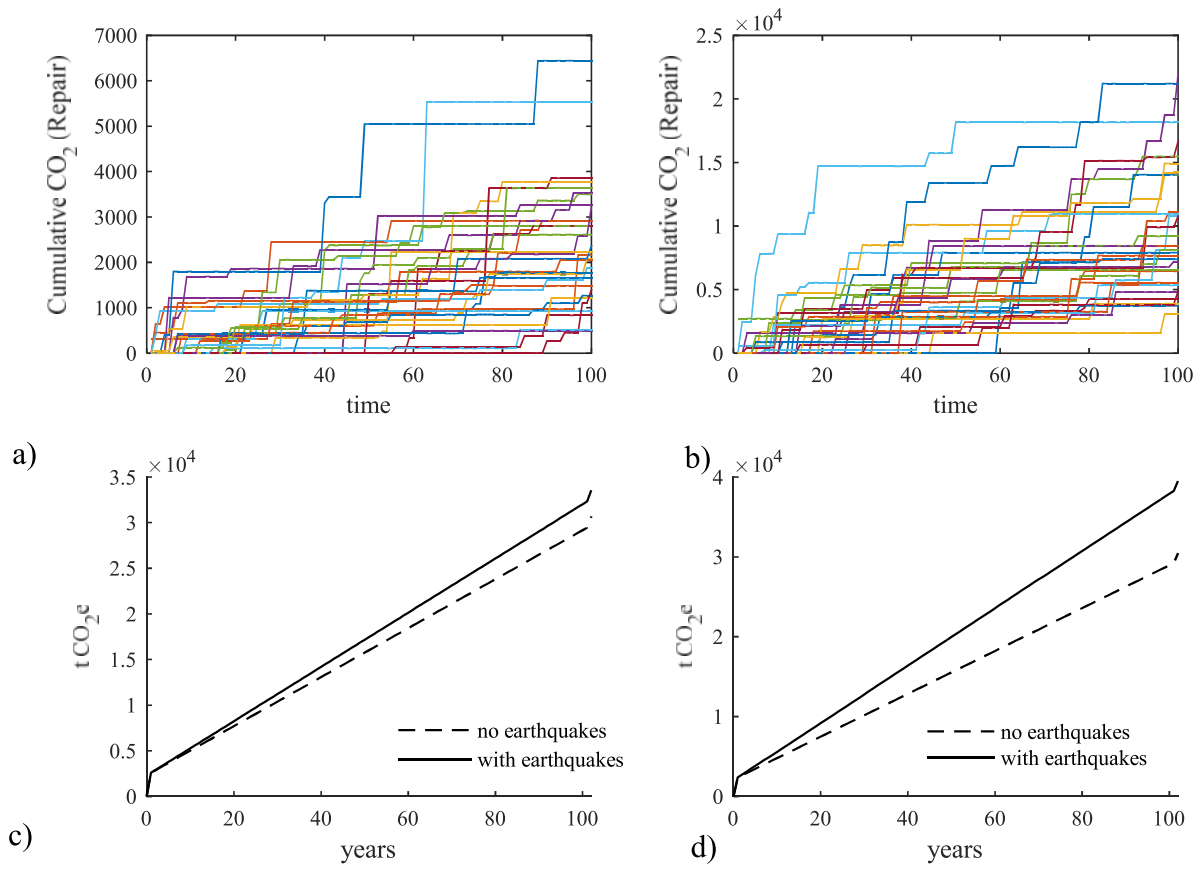 7000
6000
5000
4000
3000
2000
1000
0
0 20 40 60 80 100
time
Cumulative CO2 (Repair)
a)
×10^4
2.5
2
1.5
1
0.5
0
0 20 40 60 80 100
time
Cumulative CO2 (Repair)
b)
×10^4
3.5
3
2.5
2
1.5
1
0.5
0
0 20 40 60 80 100
years
t CO2e
no earthquakes
with earthquakes
c)
×10^4
4
3
2
1
0
0 20 40 60 80 100
years
t CO2e
no earthquakes
with earthquakes
d)